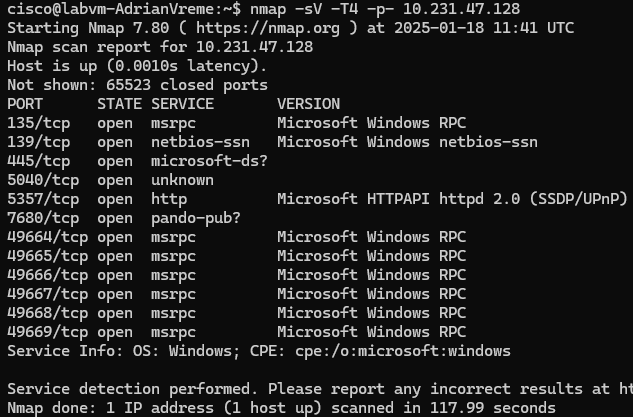 cisco@labvm-AdrianVreme:~$ nmap -sV -T4 -p- 10.231.47.128
Starting Nmap 7.80 ( https://nmap.org ) at 2025-01-18 11:41 UTC
Nmap scan report for 10.231.47.128
Host is up (0.0010s latency).
Not shown: 65523 closed ports
PORT      STATE SERVICE       VERSION
135/tcp   open  msrpc         Microsoft Windows RPC
139/tcp   open  netbios-ssn   Microsoft Windows netbios-ssn
445/tcp   open  microsoft-ds?
5040/tcp  open  unknown
5357/tcp  open  http          Microsoft HTTPAPI httpd 2.0 (SSDP/UPnP)
7680/tcp  open  pando-pub?
49664/tcp open  msrpc         Microsoft Windows RPC
49665/tcp open  msrpc         Microsoft Windows RPC
49666/tcp open  msrpc         Microsoft Windows RPC
49667/tcp open  msrpc         Microsoft Windows RPC
49668/tcp open  msrpc         Microsoft Windows RPC
49669/tcp open  msrpc         Microsoft Windows RPC
Service Info: OS: Windows; CPE: cpe:/o:microsoft:windows

Service detection performed. Please report any incorrect results at ht
Nmap done: 1 IP address (1 host up) scanned in 117.99 seconds